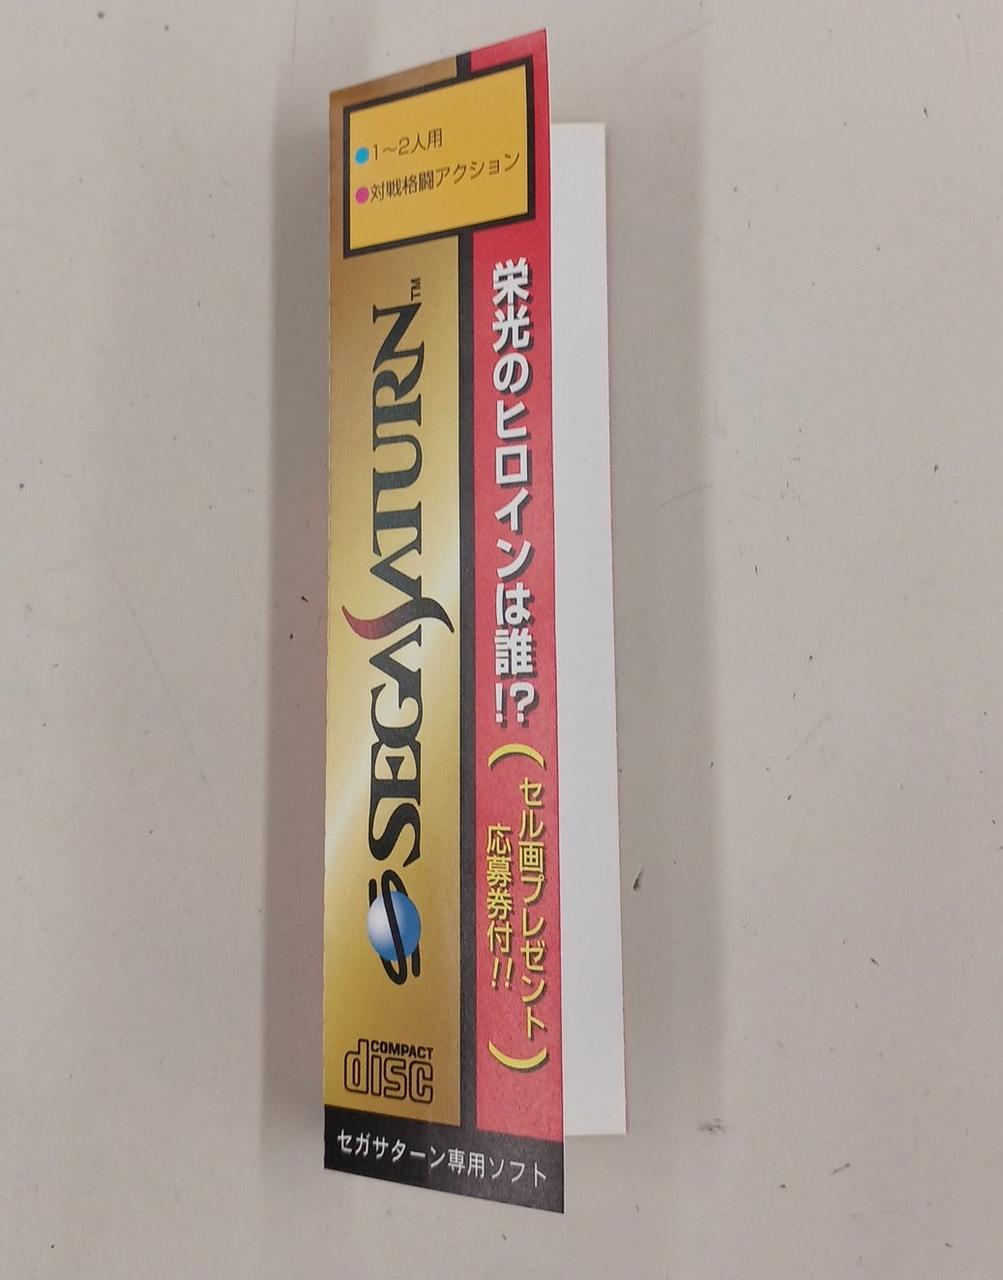 ●1〜2人用
●対戦格闘アクション
SEGA SATURN™
栄光のヒロインは誰!?
(セル画プレゼント
応募券付!!)
COMPACT
disc
セガサターン専用ソフト